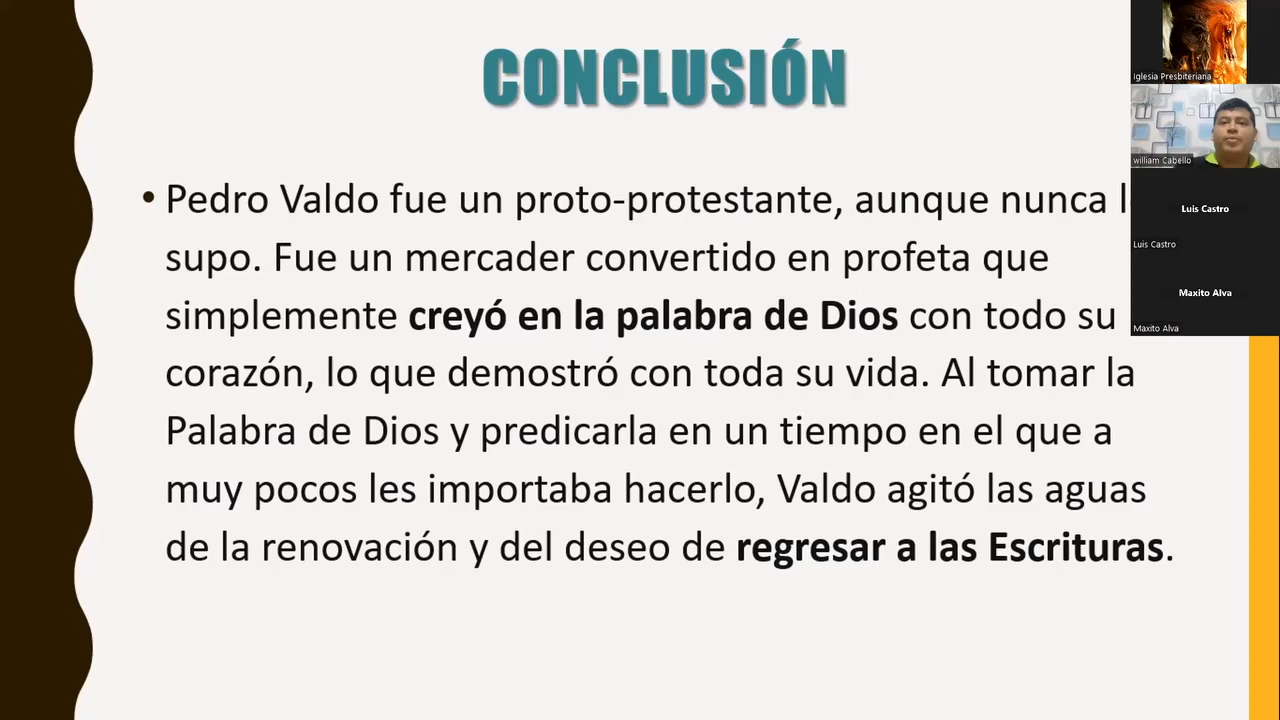 CONCLUSIÓN
• Pedro Valdo fue un proto-protestante, aunque nunca
supo. Fue un mercader convertido en profeta que
simplemente creyó en la palabra de Dios con todo su
corazón, lo que demostró con toda su vida. Al tomar la
Palabra de Dios y predicarla en un tiempo en el que a
muy pocos les importaba hacerlo, Valdo agitó las aguas
de la renovación y del deseo de regresar a las Escrituras.
Iglesia Presbiteriana
william Cabello
Luis Castro
Luis Castro
Maxito Alva
Maxito Alva